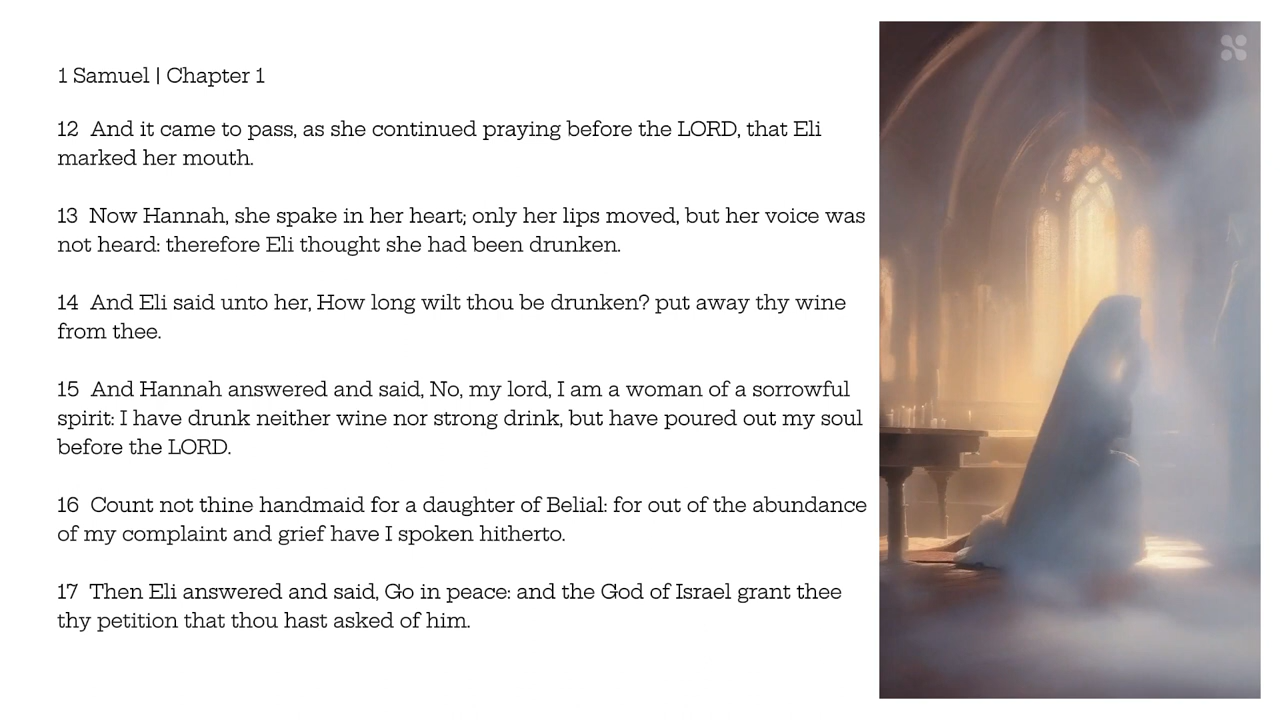 1 Samuel | Chapter 1
12 And it came to pass, as she continued praying before the LORD, that Eli
marked her mouth.
13 Now Hannah, she spake in her heart; only her lips moved, but her voice was
not heard: therefore Eli thought she had been drunken.
14 And Eli said unto her, How long wilt thou be drunken? put away thy wine
from thee.
15 And Hannah answered and said, No, my lord, I am a woman of a sorrowful
spirit: I have drunk neither wine nor strong drink, but have poured out my soul
before the LORD.
16 Count not thine handmaid for a daughter of Belial: for out of the abundance
of my complaint and grief have I spoken hitherto.
17 Then Eli answered and said, Go in peace: and the God of Israel grant thee
thy petition that thou hast asked of him.